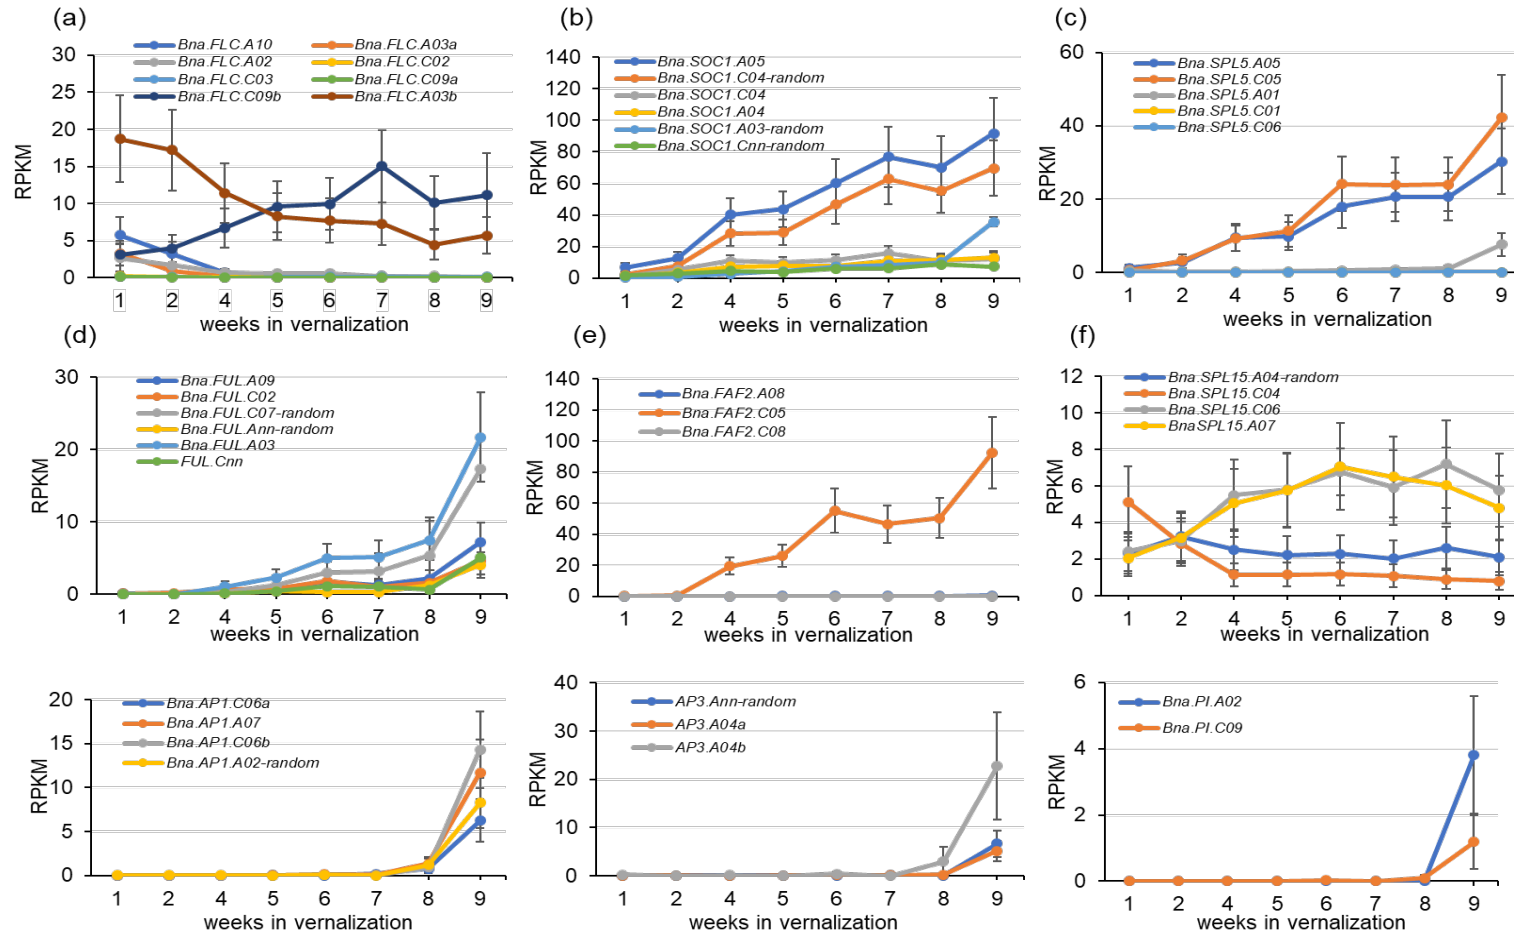 (a)
RPKM
30
25
20
15
10
5
0
Bna.FLC.A10
Bna.FLC.A03a
Bna.FLC.A02
Bna.FLC.C02
Bna.FLC.C03
Bna.FLC.C09a
Bna.FLC.C09b
Bna.FLC.A03b
1 2 4 5 6 7 8 9
weeks in vernalization
(b)
RPKM
140
120
100
80
60
40
20
0
Bna.SOC1.A05
Bna.SOC1.C04-random
Bna.SOC1.C04
Bna.SOC1.A04
Bna.SOC1.A03-random
Bna.SOC1.Cnn-random
1 2 4 5 6 7 8 9
weeks in vernalization
(c)
RPKM
60
40
20
0
Bna.SPL5.A05
Bna.SPL5.C05
Bna.SPL5.A01
Bna.SPL5.C01
Bna.SPL5.C06
1 2 4 5 6 7 8 9
weeks in vernalization
(d)
RPKM
30
20
10
0
Bna.FUL.A09
Bna.FUL.C02
Bna.FUL.C07-random
Bna.FUL.Ann-random
Bna.FUL.A03
FUL.Cnn
1 2 4 5 6 7 8 9
weeks in vernalization
(e)
RPKM
140
120
100
80
60
40
20
0
Bna.FAF2.A08
Bna.FAF2.C05
Bna.FAF2.C08
1 2 4 5 6 7 8 9
weeks in vernalization
(f)
RPKM
12
10
8
6
4
2
0
Bna.SPL15.A04-random
Bna.SPL15.C04
Bna.SPL15.C06
BnaSPL15.A07
1 2 4 5 6 7 8 9
weeks in vernalization
RPKM
20
15
10
5
0
Bna.AP1.C06a
Bna.AP1.A07
Bna.AP1.C06b
Bna.AP1.A02-random
1 2 4 5 6 7 8 9
weeks in vernalization
RPKM
40
30
20
10
0
AP3.Ann-random
AP3.A04a
AP3.A04b
1 2 4 5 6 7 8 9
weeks in vernalization
RPKM
6
4
2
0
Bna.PI.A02
Bna.PI.C09
1 2 4 5 6 7 8 9
weeks in vernalization